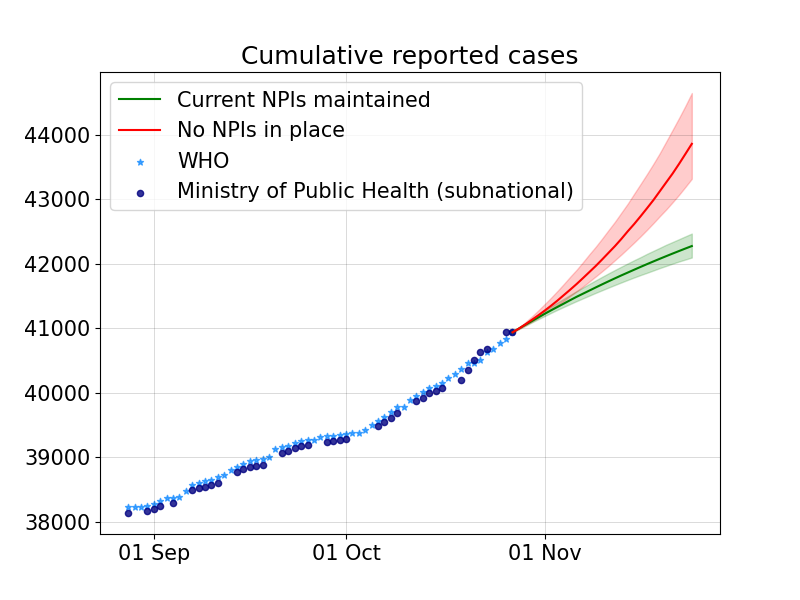 Cumulative reported cases
Current NPIs maintained
No NPIs in place
WHO
Ministry of Public Health (subnational)
44000
43000
42000
41000
40000
39000
38000
01 Sep
01 Oct
01 Nov